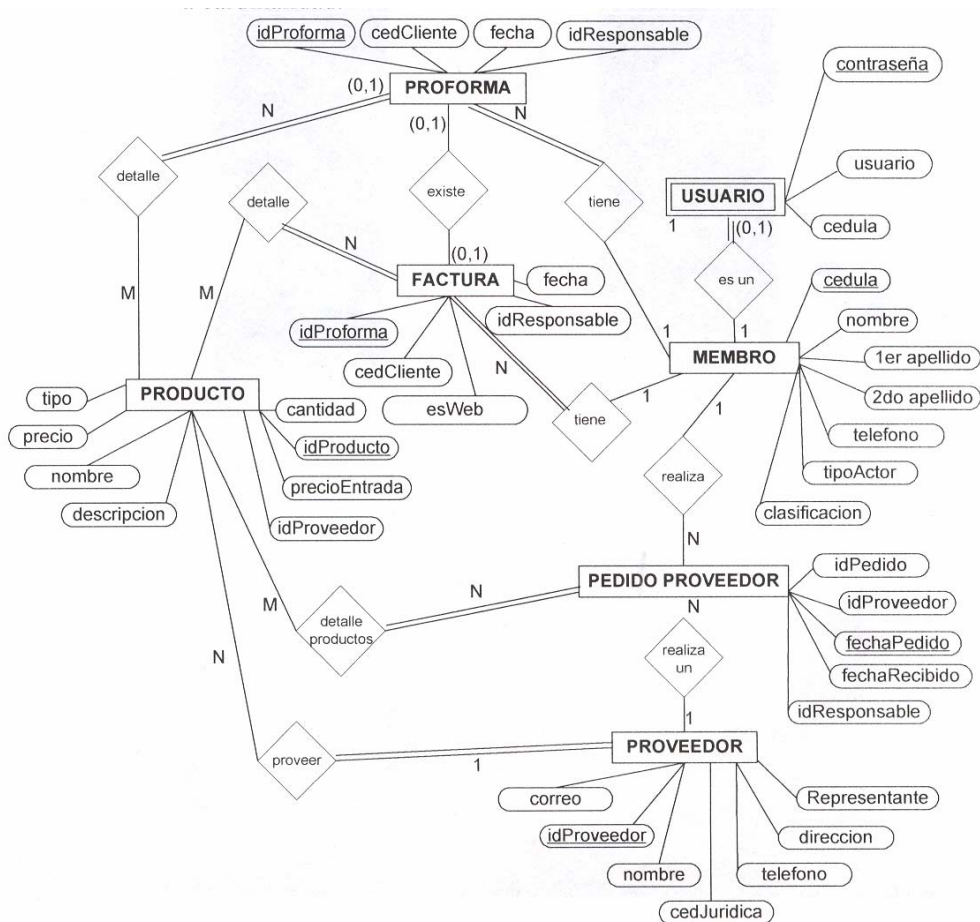 idProforma cedCliente fecha idResponsable
contraseña
(0,1) PROFORMA
N (0,1) N
usuario
detalle detalle existe tiene USUARIO
1 (0,1)
cedula
N (0,1)
FACTURA fecha
es un
cedula
M M
idProforma idResponsable
nombre
1 1
cedCliente N MEMBRO
1er apellido
tipo PRODUCTO cantidad
esWeb tiene 1 1
2do apellido
precio idProducto
telefono
nombre precioEntrada
realiza tipoActor
descripcion idProveedor
clasificacion
N
idPedido
PEDIDO PROVEEDOR
N N
idProveedor
M
detalle
productos
fechaPedido
N
realiza
un
fechaRecibido
idResponsable
1
PROVEEDOR
proveer 1
correo Representante
idProveedor direccion
nombre telefono
cedJuridica